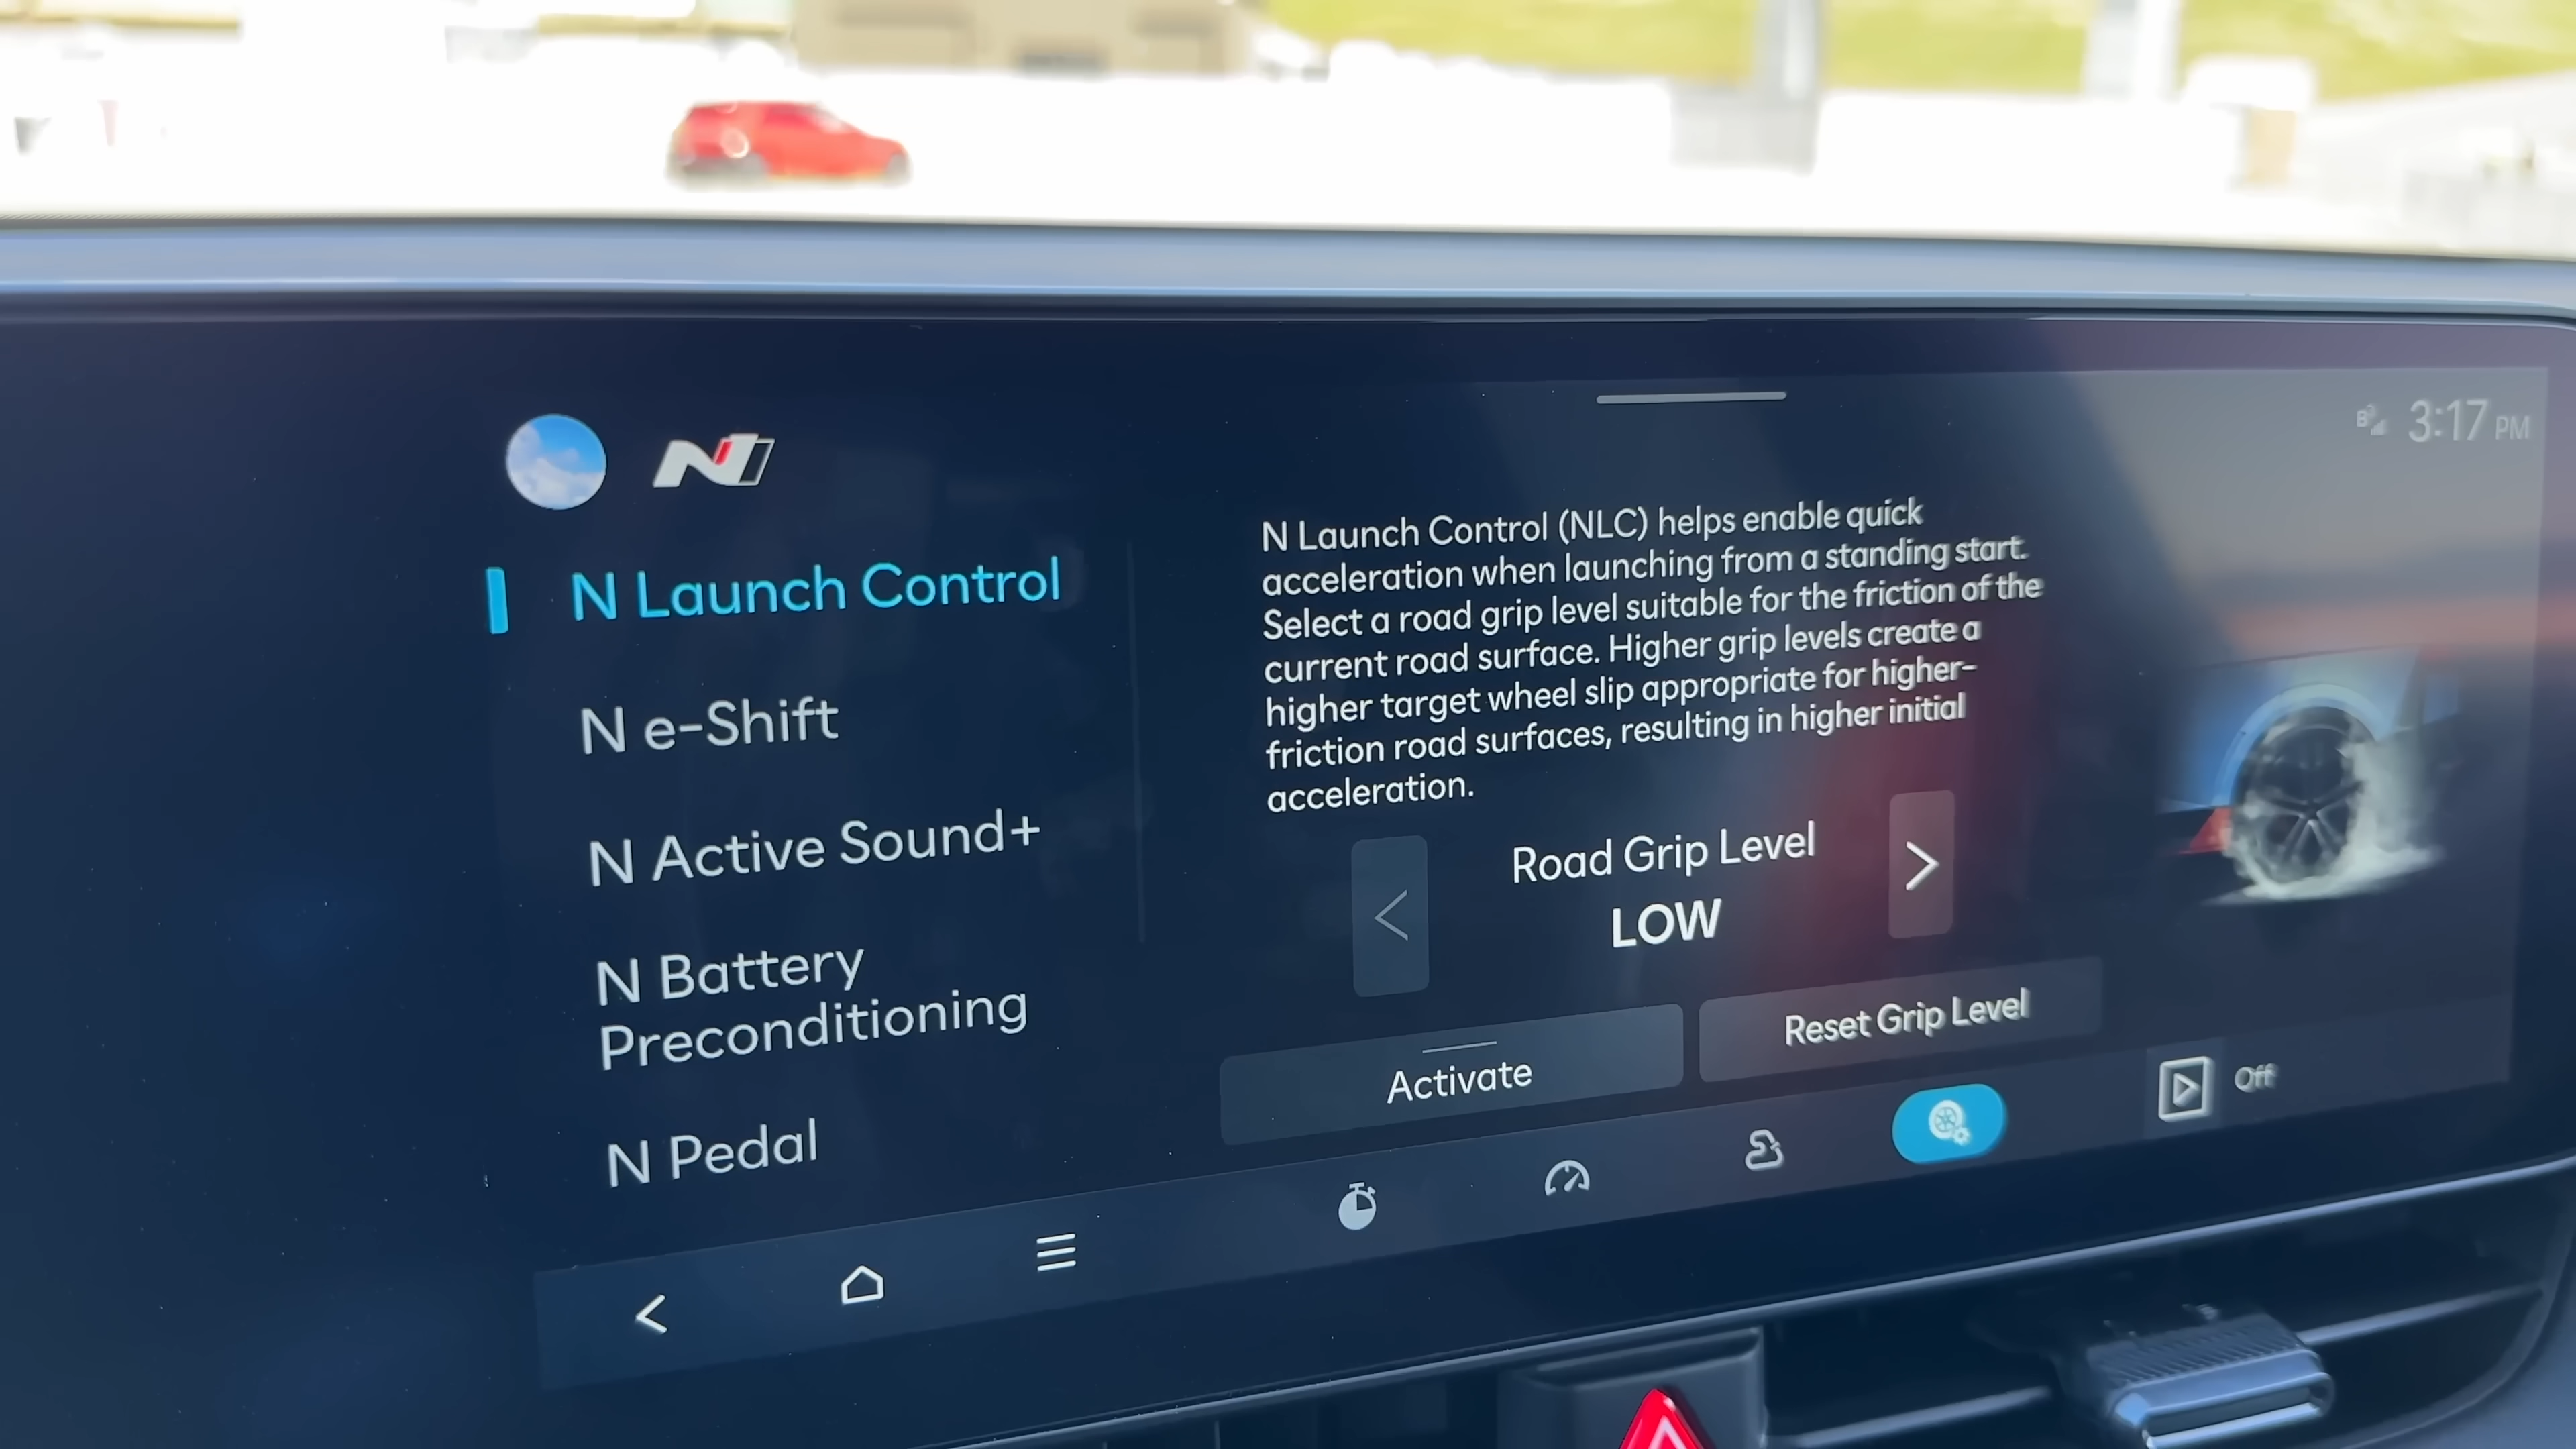 3:17 PM
N
N Launch Control
N e-Shift
N Active Sound+
N Battery
Preconditioning
N Pedal
N Launch Control (NLC) helps enable quick
acceleration when launching from a standing start.
Select a road grip level suitable for the friction of the
current road surface. Higher grip levels create a
higher target wheel slip appropriate for higher-
friction road surfaces, resulting in higher initial
acceleration.
Road Grip Level
LOW
Activate
Reset Grip Level
Off